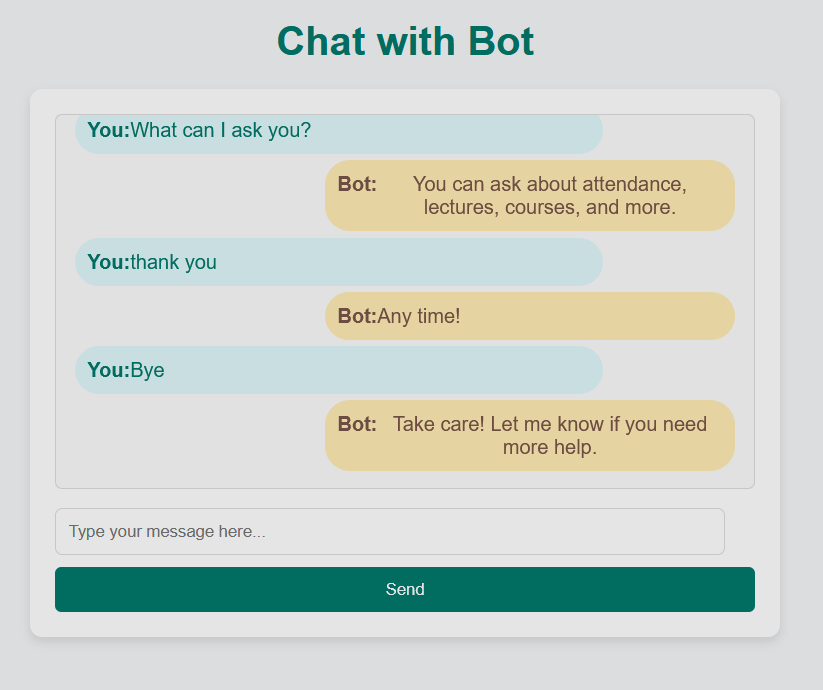 Chat with Bot
You:What can I ask you?
Bot: You can ask about attendance,
lectures, courses, and more.
You:thank you
Bot:Any time!
You:Bye
Bot: Take care! Let me know if you need
more help.
Type your message here...
Send